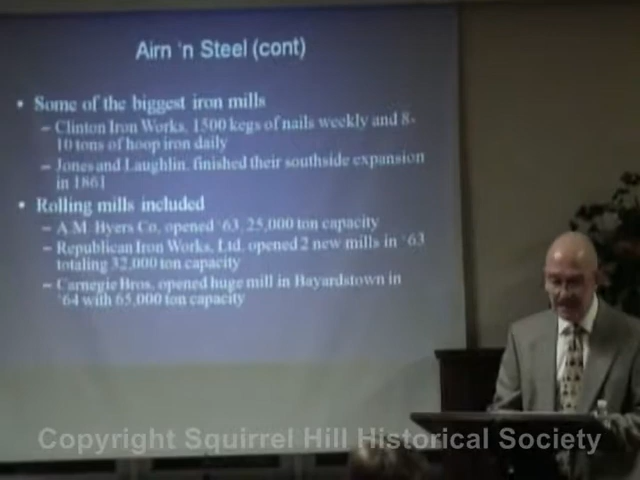 Airn 'n Steel (cont)
• Some of the biggest iron mills
– Clinton Iron Works, 1500 kegs of nails weekly and 8-
10 tons of hoop iron daily
– Jones and Laughlin, finished their southside expansion
in 1861
• Rolling mills included
– A.M. Byers Co, opened '63, 25,000 ton capacity
– Republican Iron Works, Ltd, opened 2 new mills in '63
totaling 32,000 ton capacity
– Carnegie Bros, opened huge mill in Bayardstown in
'64 with 65,000 ton capacity
Copyright Squirrel Hill Historical Society